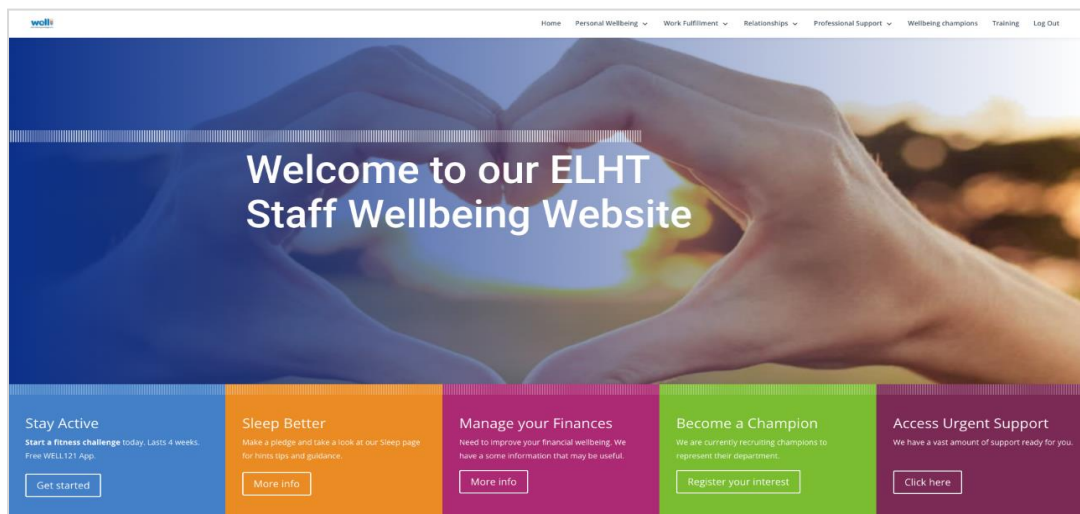 well
Home Personal Wellbeing Work Fulfillment Relationships Professional Support Wellbeing champions Training Log Out
Welcome to our ELHT
Staff Wellbeing Website
Stay Active
Start a fitness challenge today. Lasts 4 weeks.
Free WELL121 App.
Get started
Sleep Better
Make a pledge and take a look at our Sleep page
for hints tips and guidance.
More info
Manage your Finances
Need to improve your financial wellbeing. We
have a some information that may be useful.
More info
Become a Champion
We are currently recruiting champions to
represent their department.
Register your interest
Access Urgent Support
We have a vast amount of support ready for you.
Click here